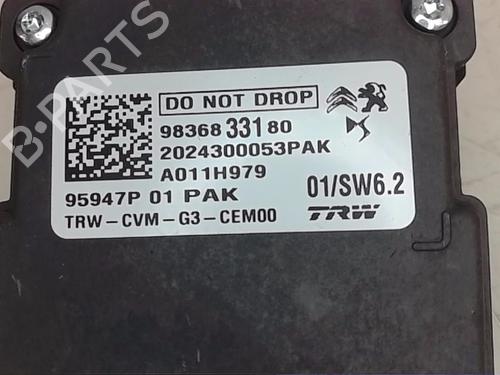 DO NOT DROP
98368 331 80
2024300053PAK
A011H979
95947P 01 PAK
01/SW6.2
TRW-CVM-G3-CEM00
TRW
B-PARTS